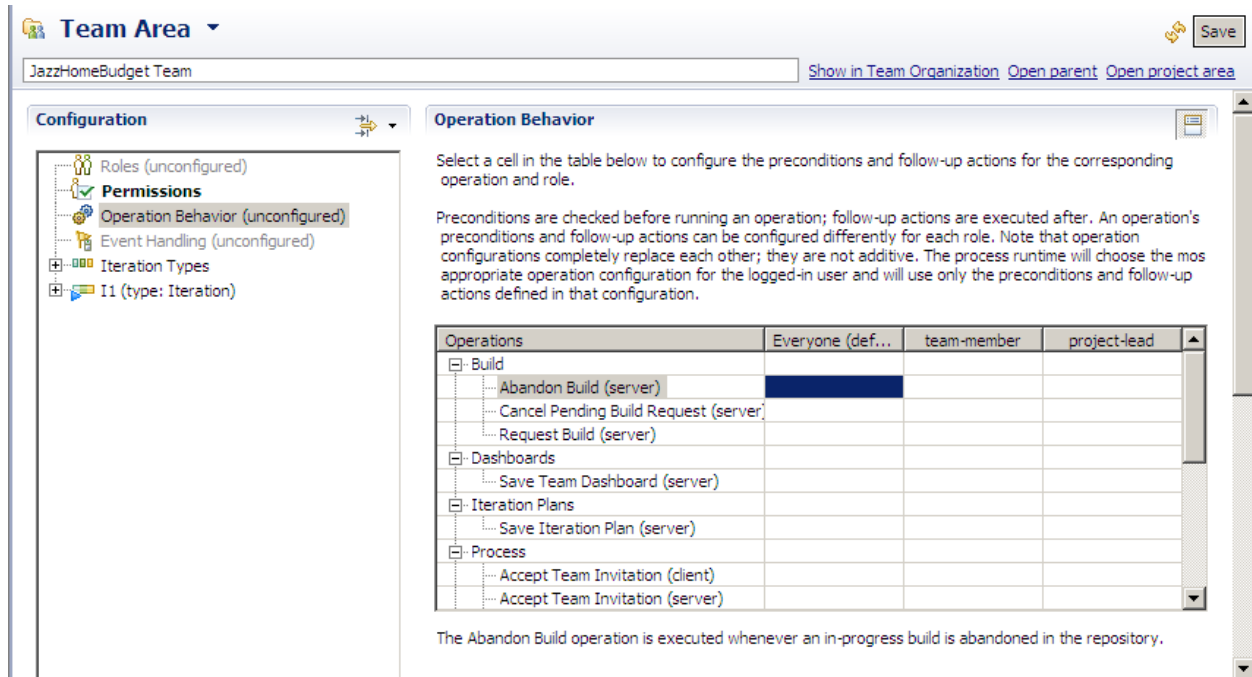 Team Area
Save
JazzHomeBudget Team
Show in Team Organization Open parent Open project area
Configuration
Roles (unconfigured)
Permissions
Operation Behavior (unconfigured)
Event Handling (unconfigured)
Iteration Types
I1 (type: Iteration)
Operation Behavior
Select a cell in the table below to configure the preconditions and follow-up actions for the corresponding
operation and role.
Preconditions are checked before running an operation; follow-up actions are executed after. An operation's
preconditions and follow-up actions can be configured differently for each role. Note that operation
configurations completely replace each other; they are not additive. The process runtime will choose the mos
appropriate operation configuration for the logged-in user and will use only the preconditions and follow-up
actions defined in that configuration.
Operations Everyone (def... team-member project-lead
Build
Abandon Build (server)
Cancel Pending Build Request (server)
Request Build (server)
Dashboards
Save Team Dashboard (server)
Iteration Plans
Save Iteration Plan (server)
Process
Accept Team Invitation (client)
Accept Team Invitation (server)
The Abandon Build operation is executed whenever an in-progress build is abandoned in the repository.